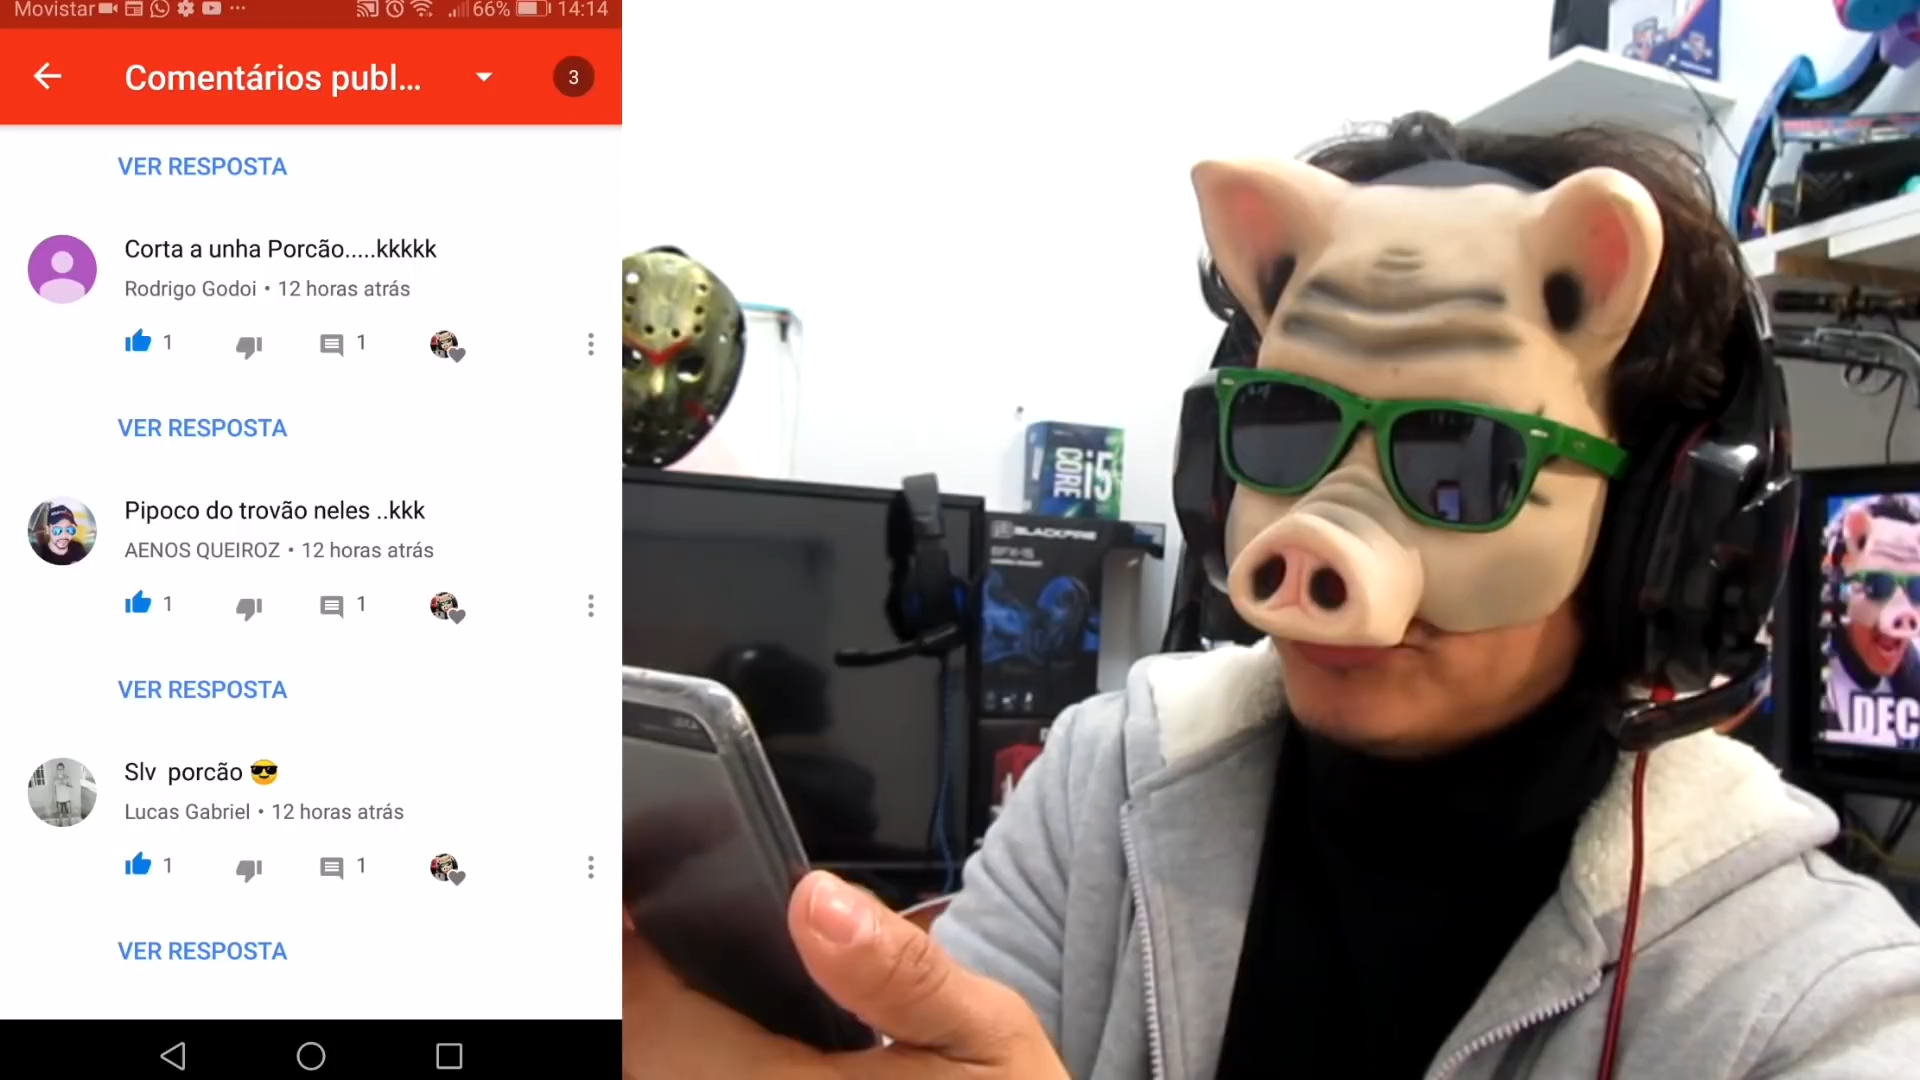 Movistar 66% 14:14
Comentários publ... 3
VER RESPOSTA
Corta a unha Porcão.....kkkkk
Rodrigo Godoi • 12 horas atrás
1 1
VER RESPOSTA
Pipoco do trovão neles ..kkk
AENOS QUEIROZ • 12 horas atrás
1 1
VER RESPOSTA
Slv porcão 😎
Lucas Gabriel • 12 horas atrás
1 1
VER RESPOSTA
CORE i5
BLACKFIRE
DEC